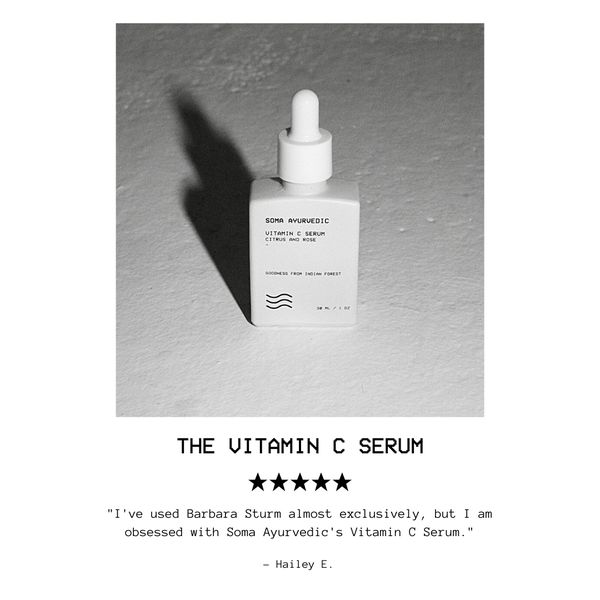 SOMA AYURVEDIC
VITAMIN C SERUM
CITRUS AND ROSE
GOODNESS FROM INDIAN FOREST
30 ML / 1 OZ
THE VITAMIN C SERUM
★★★★★
"I've used Barbara Sturm almost exclusively, but I am
obsessed with Soma Ayurvedic's Vitamin C Serum."
– Hailey E.